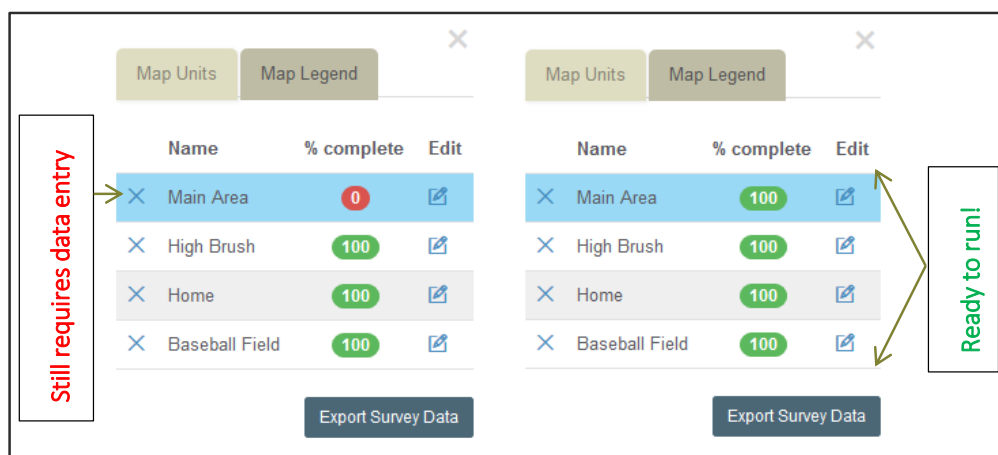 Still requires data entry
Map Units Map Legend
Name % complete Edit
Main Area 0
High Brush 100
Home 100
Baseball Field 100
Export Survey Data
Map Units Map Legend
Name % complete Edit
Main Area 100
High Brush 100
Home 100
Baseball Field 100
Export Survey Data
Ready to run!